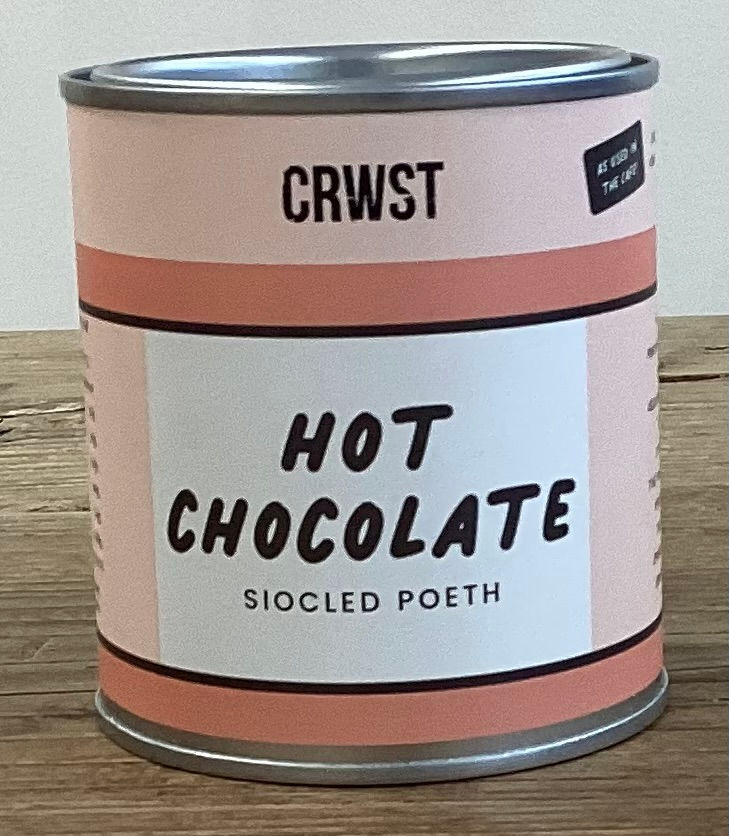 CRWST
AS USED IN
THE CAFE
HOT
CHOCOLATE
SIOCLED POETH